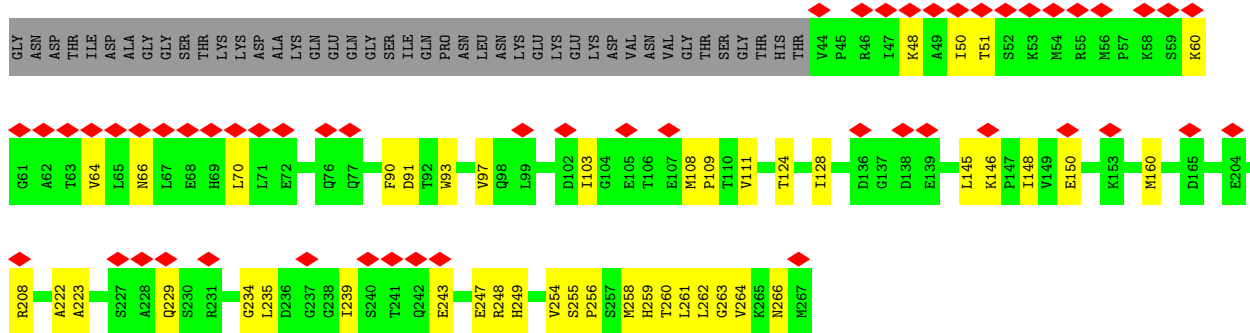 GLY ASN ASP THR ILE ASP ALA GLY GLY SER THR LYS LYS ASP ALA LYS GLN GLU GLN GLY SER ILE GLN PRO ASN LEU ASN LYS GLU LYS GLU LYS ASP VAL ASN VAL GLY THR SER GLY THR HIS THR V44 P45 R46 I47 K48 A49 I50 T51 S52 K53 M54 R55 M56 P57 K58 S59 K60
G61 A62 T63 V64 L65 N66 L67 E68 H69 L70 L71 E72 Q76 Q77 F90 D91 T92 W93 V97 Q98 L99 D102 I103 G104 E105 T106 E107 M108 P109 T110 V111 T124 I128 D136 G137 D138 E139 L145 K146 P147 I148 V149 E150 K153 M160 D165 E204
R208 A222 A223 S227 A228 Q229 S230 R231 G234 L235 D236 G237 G238 I239 S240 T241 Q242 E243 E247 R248 H249 V254 S255 P256 S257 M258 H259 T260 L261 L262 G263 V264 K265 N266 M267